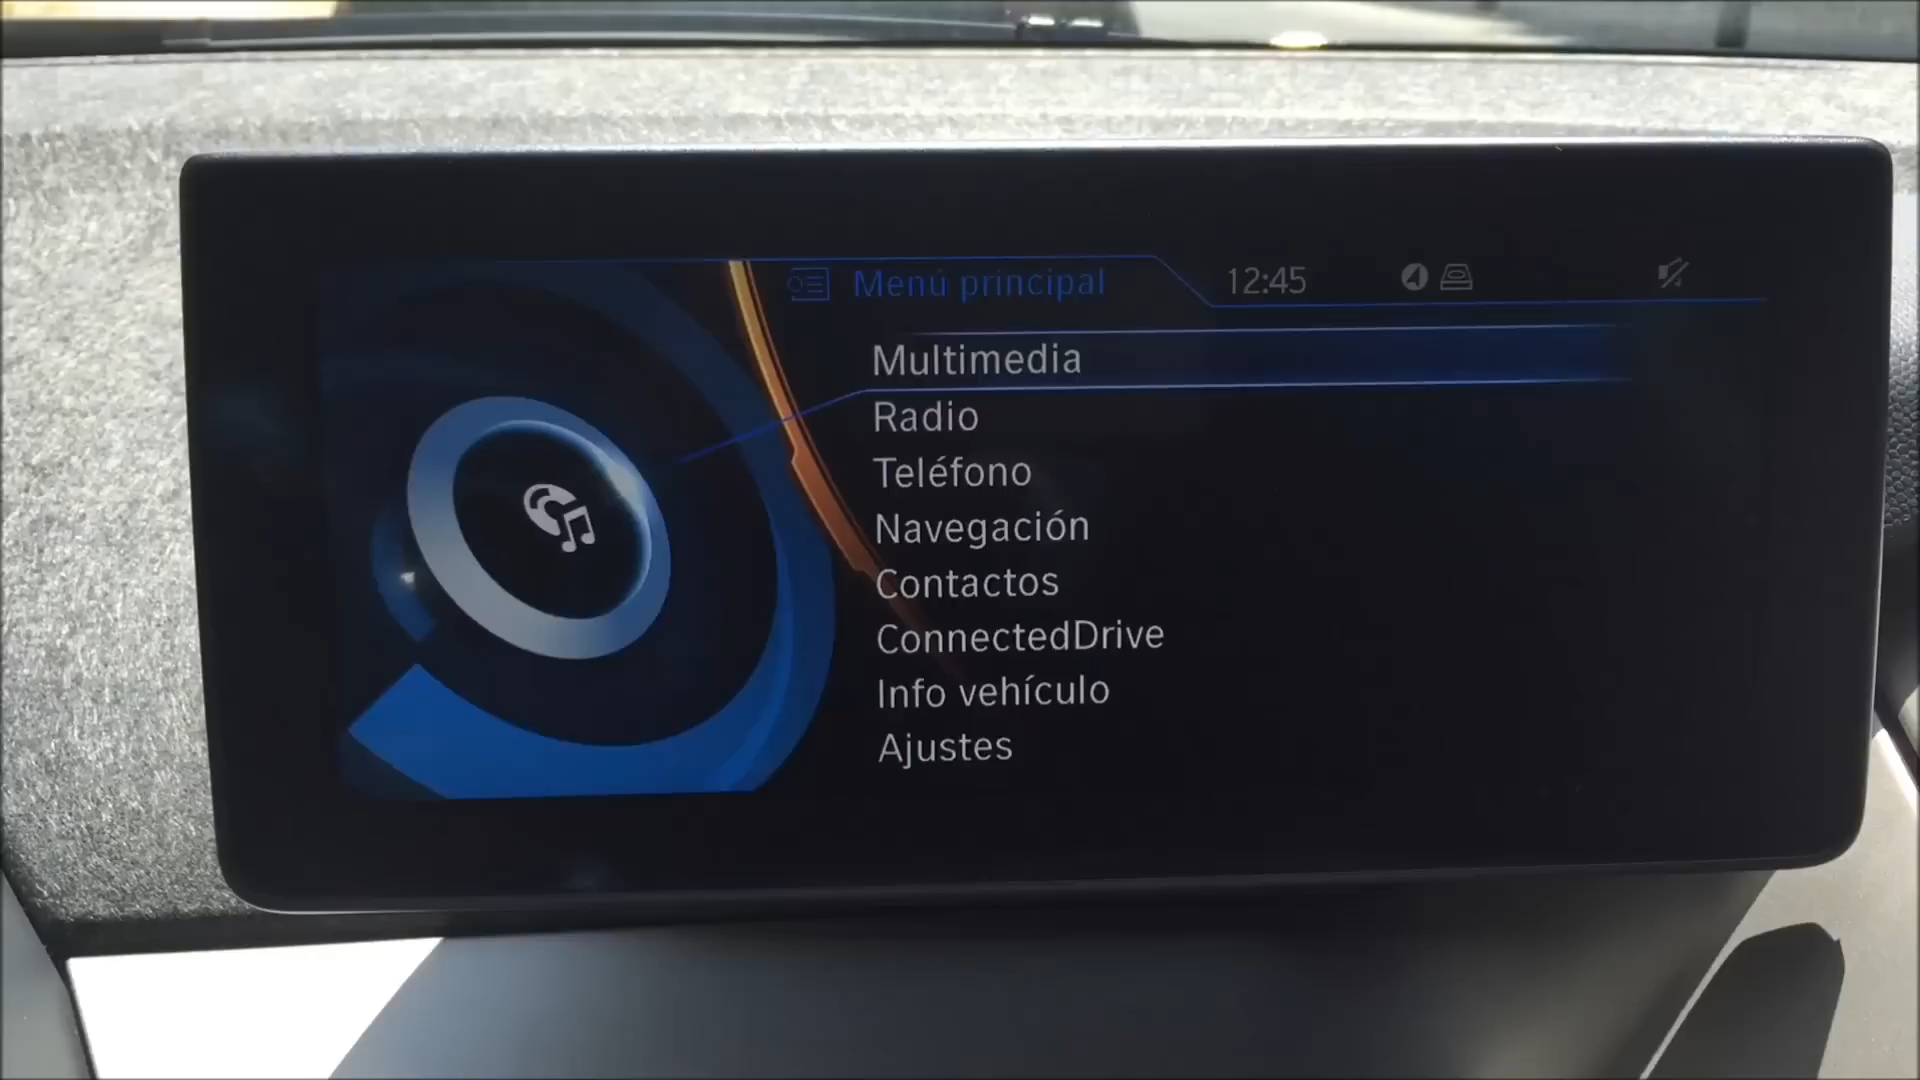 Menú principal 12:45
Multimedia
Radio
Teléfono
Navegación
Contactos
ConnectedDrive
Info vehículo
Ajustes